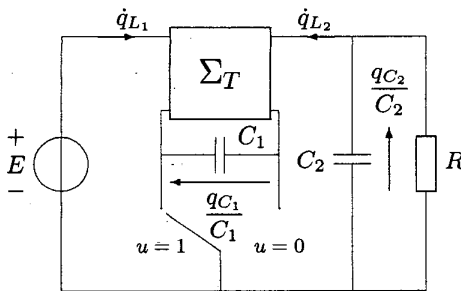 q̇_{L_1} q̇_{L_2}
Σ_T
q_{C_2}
C_2
C_1
+
E
−
C_2
R
q_{C_1}
C_1
u = 1 u = 0